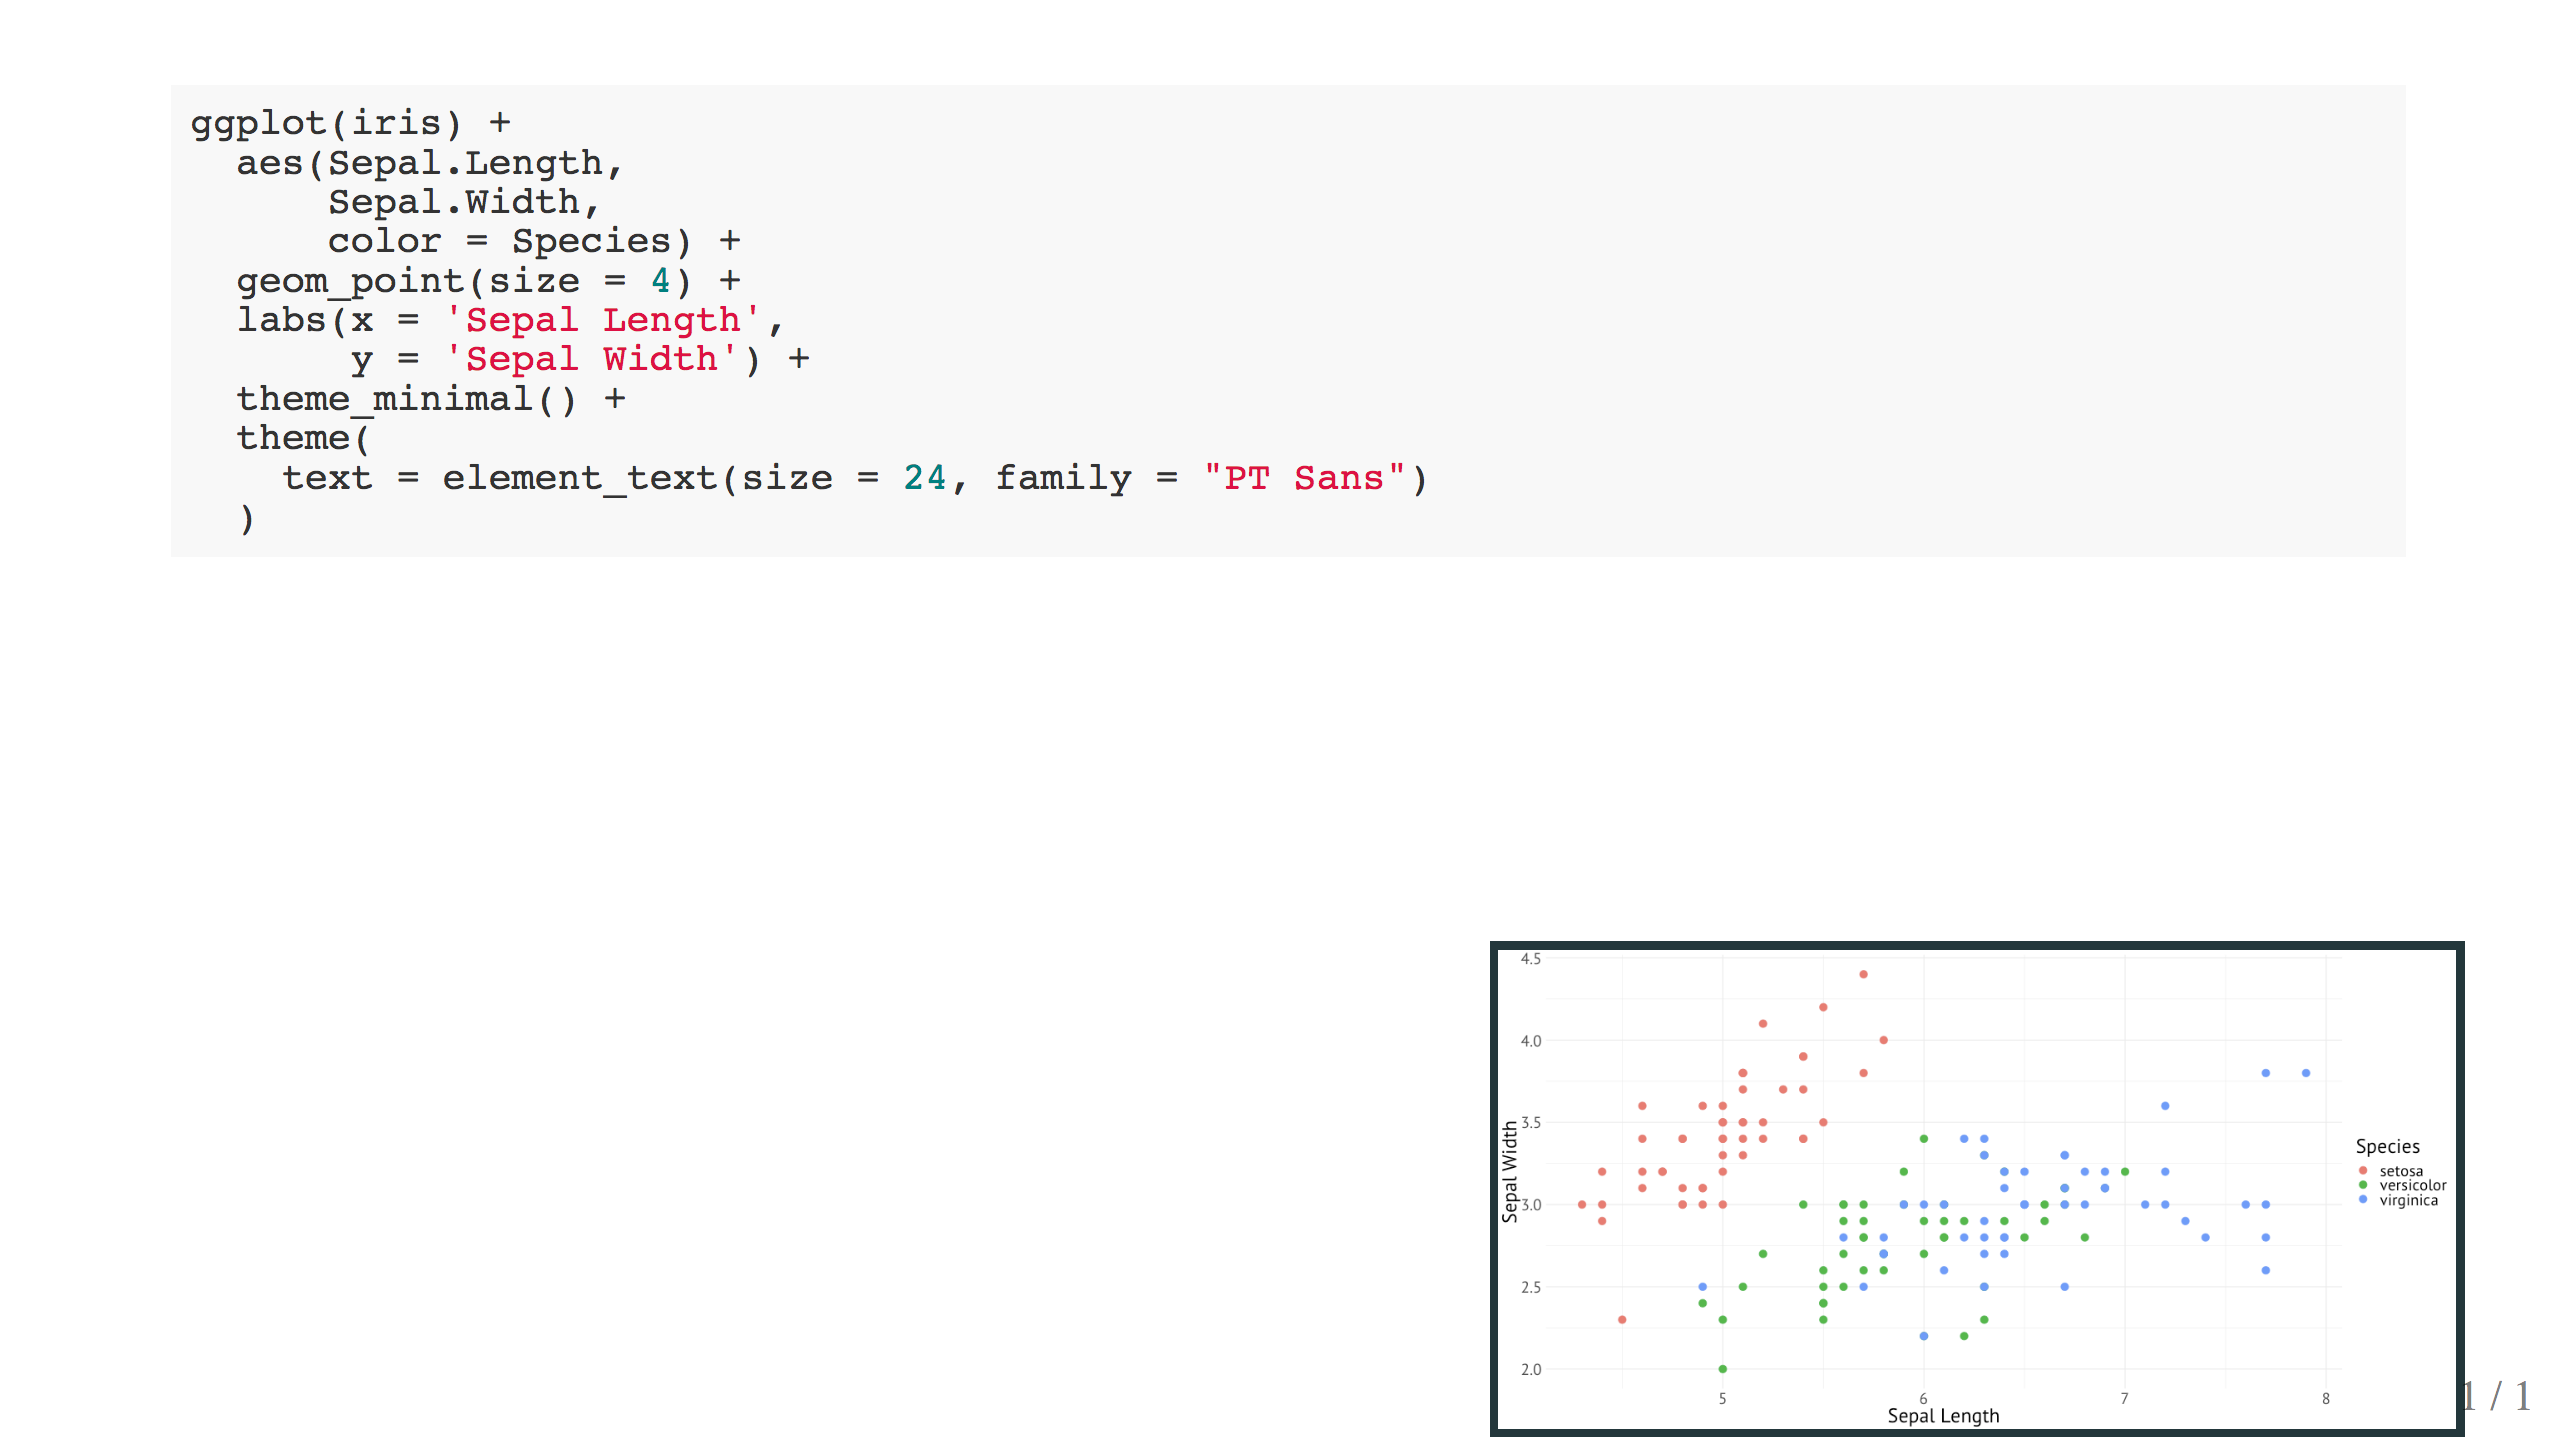 ggplot(iris) +
  aes(Sepal.Length,
      Sepal.Width,
      color = Species) +
  geom_point(size = 4) +
  labs(x = 'Sepal Length',
       y = 'Sepal Width') +
  theme_minimal() +
  theme(
    text = element_text(size = 24, family = "PT Sans")
  )
4.5
4.0
3.5
3.0
2.5
2.0
Sepal Width
5 6 7 8
Sepal Length
Species
setosa
versicolor
virginica
1 / 1